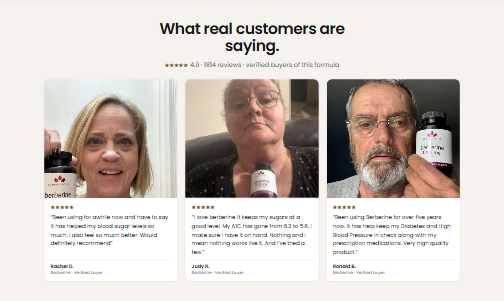 What real customers are
saying.
★★★★★ 4.9 · 1814 reviews · verified buyers of this formula
berberine
berberine
★★★★★
"Been using for awhile now and have to say
it has helped my blood sugar levels so
much. I also feel so much better. Would
definitely recommend"
Rachel D.
Berberine · Verified buyer
★★★★★
"I love berberine it keeps my sugars at a
good level. My A1C has gone from 6.2 to 5.6. I
make sure I have it on hand. Nothing and I
mean nothing works like it. And I've tried a
few."
Judy R.
Berberine · Verified buyer
★★★★★
"Been using Berberine for over five years
now. It has help keep my Diabetes and High
Blood Pressure in check along with my
prescription medications. Very high quality
product."
Ronald B.
Berberine · Verified buyer